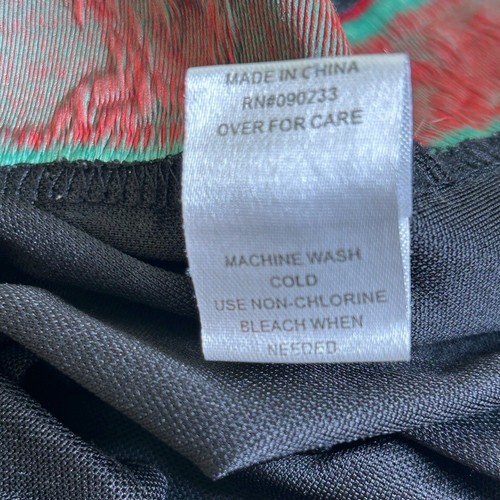 MADE IN CHINA
RN#090233
OVER FOR CARE
MACHINE WASH
COLD
USE NON-CHLORINE
BLEACH WHEN
NEEDED